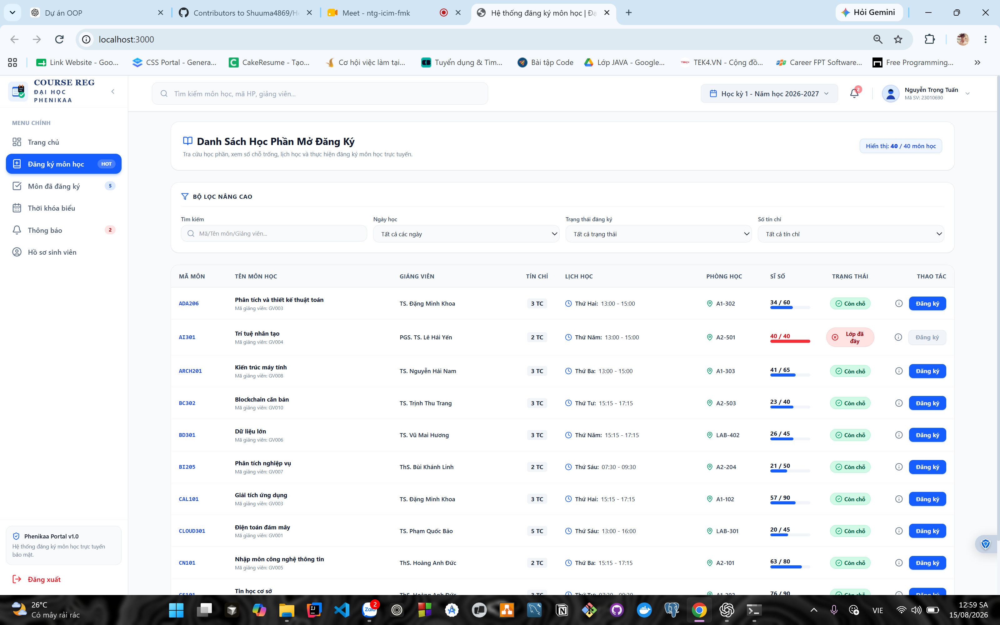 Dự án OOP
Contributors to Shuuma4869/He
Meet - ntg-icim-fmk
Hệ thống đăng ký môn học | Đạ
Hỏi Gemini
localhost:3000
Link Website - Goo...
CSS Portal - Genera...
CakeResume - Tạo...
Cơ hội việc làm tại...
Tuyển dụng & Tìm...
Bài tập Code
Lớp JAVA - Google...
TEK4.VN - Cộng đồ...
Career FPT Software...
Free Programming...
COURSE REG
ĐẠI HỌC
PHENIKAA
Tìm kiếm môn học, mã HP, giảng viên...
Học kỳ 1 - Năm học 2026-2027
2
Nguyễn Trọng Tuấn
Mã SV: 23010690
MENU CHÍNH
Trang chủ
Đăng ký môn học HOT
Môn đã đăng ký 5
Thời khóa biểu
Thông báo 2
Hồ sơ sinh viên
Phenikaa Portal v1.0
Hệ thống đăng ký môn học trực tuyến
bảo mật.
Đăng xuất
Danh Sách Học Phần Mở Đăng Ký
Tra cứu học phần, xem số chỗ trống, lịch học và thực hiện đăng ký môn học trực tuyến.
Hiển thị: 40 / 40 môn học
BỘ LỌC NÂNG CAO
Tìm kiếm
Mã/Tên môn/Giảng viên...
Ngày học
Tất cả các ngày
Trạng thái đăng ký
Tất cả trạng thái
Số tín chỉ
Tất cả tín chỉ
MÃ MÔN TÊN MÔN HỌC GIẢNG VIÊN TÍN CHỈ LỊCH HỌC PHÒNG HỌC SĨ SỐ TRẠNG THÁI THAO TÁC
ADA206 Phân tích và thiết kế thuật toán TS. Đặng Minh Khoa 3 TC Thứ Hai: 13:00 - 15:00 A1-302 34 / 60 Còn chỗ Đăng ký
Mã giảng viên: GV003
AI301 Trí tuệ nhân tạo PGS. TS. Lê Hải Yến 2 TC Thứ Năm: 13:00 - 15:00 A2-501 40 / 40 Lớp đã đầy Đăng ký
Mã giảng viên: GV004
ARCH201 Kiến trúc máy tính TS. Nguyễn Hải Nam 3 TC Thứ Ba: 13:00 - 15:00 A1-303 41 / 65 Còn chỗ Đăng ký
Mã giảng viên: GV008
BC302 Blockchain căn bản TS. Trịnh Thu Trang 3 TC Thứ Tư: 15:15 - 17:15 A2-503 23 / 40 Còn chỗ Đăng ký
Mã giảng viên: GV010
BD301 Dữ liệu lớn TS. Vũ Mai Hương 3 TC Thứ Năm: 15:15 - 17:15 LAB-402 26 / 45 Còn chỗ Đăng ký
Mã giảng viên: GV006
BI205 Phân tích nghiệp vụ ThS. Bùi Khánh Linh 2 TC Thứ Sáu: 07:30 - 09:30 A2-204 21 / 50 Còn chỗ Đăng ký
Mã giảng viên: GV007
CAL101 Giải tích ứng dụng TS. Đặng Minh Khoa 3 TC Thứ Hai: 15:15 - 17:15 A1-102 57 / 90 Còn chỗ Đăng ký
Mã giảng viên: GV003
CLOUD301 Điện toán đám mây TS. Phạm Quốc Bảo 5 TC Thứ Sáu: 13:00 - 16:00 LAB-301 20 / 45 Còn chỗ Đăng ký
Mã giảng viên: GV001
CN101 Nhập môn công nghệ thông tin ThS. Hoàng Anh Đức 2 TC Thứ Ba: 15:15 - 17:15 A2-101 63 / 80 Còn chỗ Đăng ký
Mã giảng viên: GV005
CS101 Tin học cơ sở ThS. Hoàng Anh Đức 3 TC Thứ Tư: 07:30 - 09:30 A1-202 76 / 90 Còn chỗ Đăng ký
26°C
Có mây rải rác
Zalo 2
VIE
12:59 SA
15/08/2026